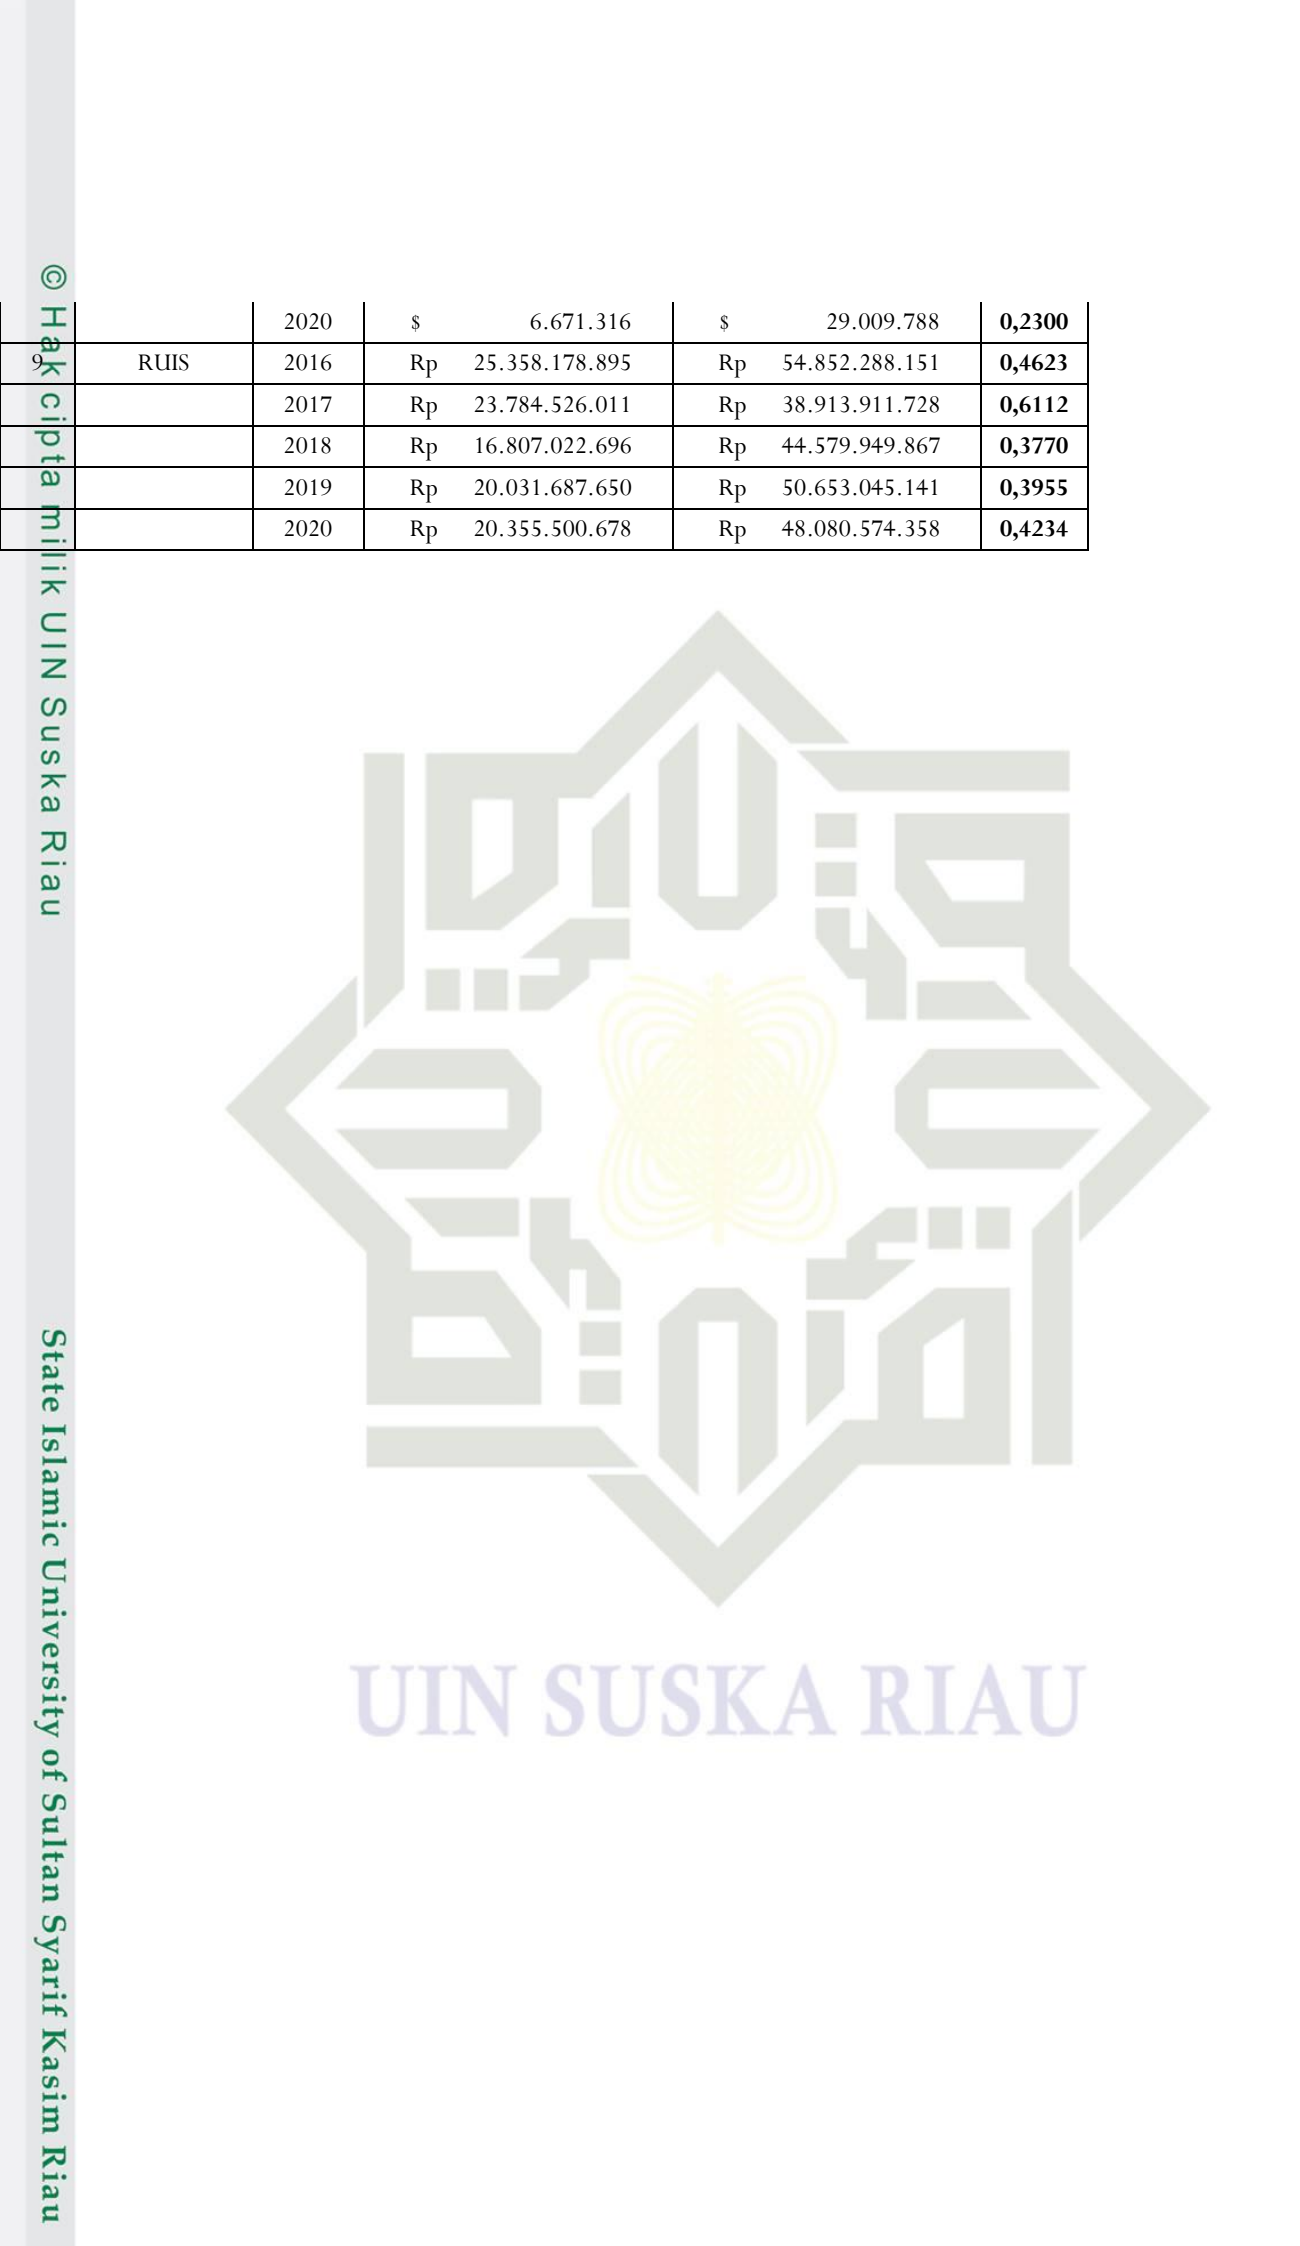 2020 $ 6.671.316 $ 29.009.788 0,2300
9 RUIS 2016 Rp 25.358.178.895 Rp 54.852.288.151 0,4623
2017 Rp 23.784.526.011 Rp 38.913.911.728 0,6112
2018 Rp 16.807.022.696 Rp 44.579.949.867 0,3770
2019 Rp 20.031.687.650 Rp 50.653.045.141 0,3955
2020 Rp 20.355.500.678 Rp 48.080.574.358 0,4234
© Hak cipta milik UIN Suska Riau
State Islamic University of Sultan Syarif Kasim Riau
UIN SUSKA RIAU